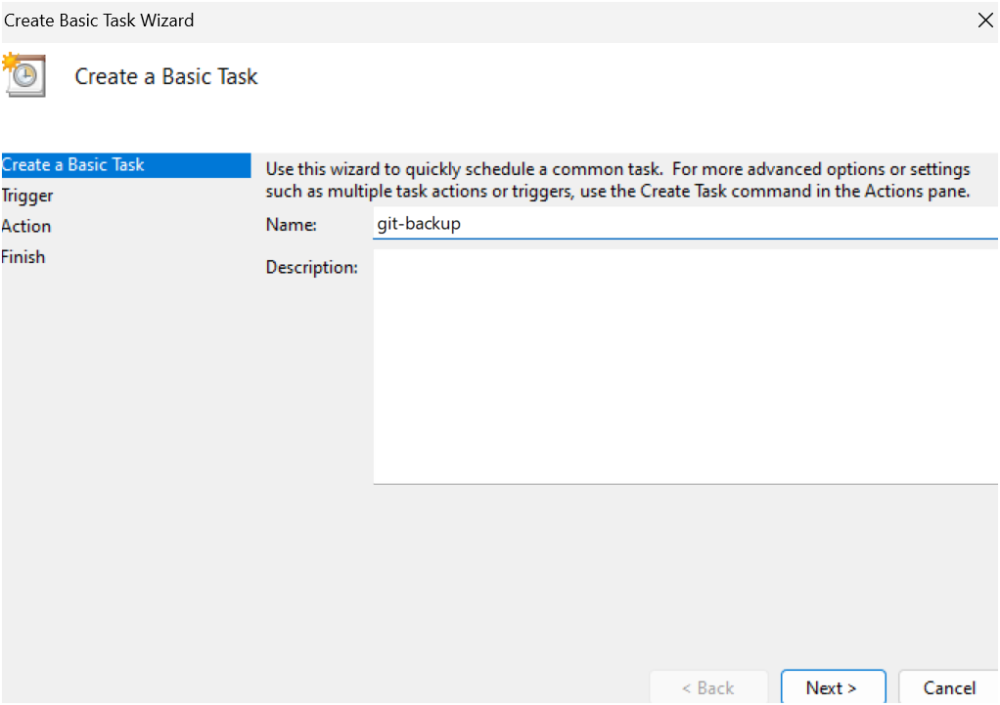 Create Basic Task Wizard
Create a Basic Task
Create a Basic Task
Trigger
Action
Finish
Use this wizard to quickly schedule a common task.  For more advanced options or settings
such as multiple task actions or triggers, use the Create Task command in the Actions pane.
Name:
git-backup
Description:
< Back
Next >
Cancel